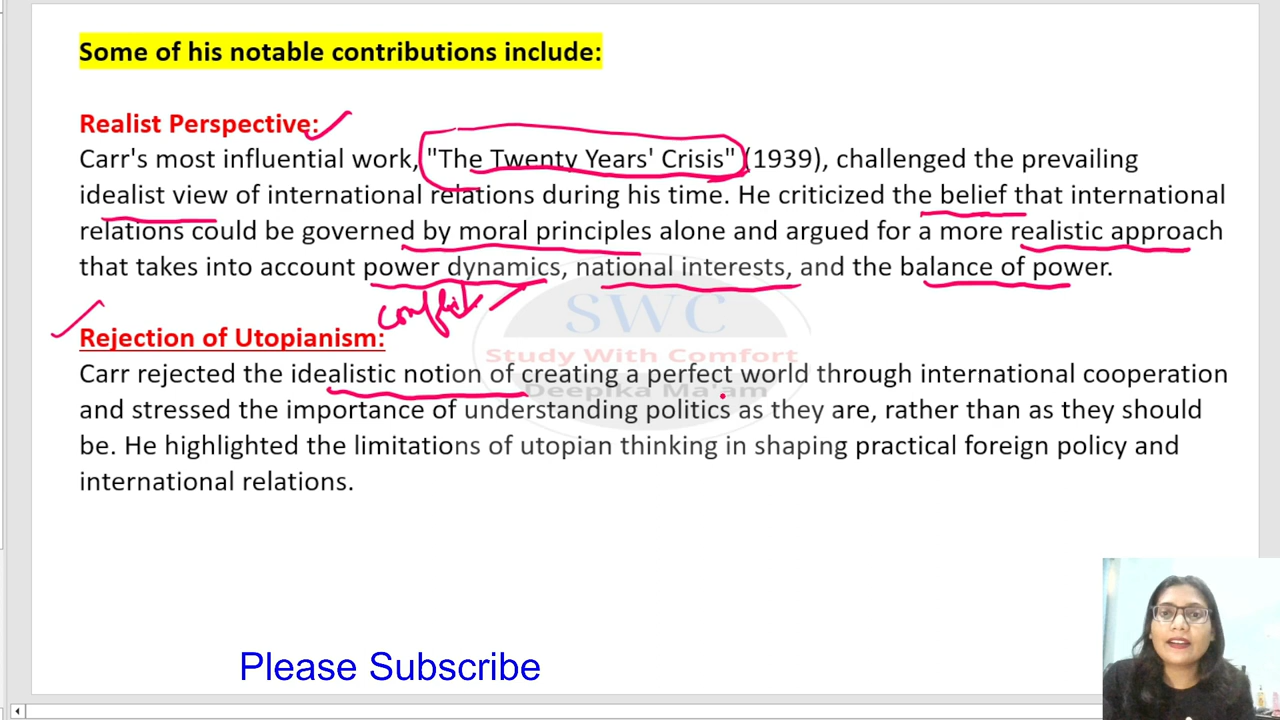 Some of his notable contributions include:
Realist Perspective:
Carr's most influential work, "The Twenty Years' Crisis" (1939), challenged the prevailing
idealist view of international relations during his time. He criticized the belief that international
relations could be governed by moral principles alone and argued for a more realistic approach
that takes into account power dynamics, national interests, and the balance of power.
conflict
SWC
Rejection of Utopianism:
Study With Comfort
Carr rejected the idealistic notion of creating a perfect world through international cooperation
Deepika Ma'am
and stressed the importance of understanding politics as they are, rather than as they should
be. He highlighted the limitations of utopian thinking in shaping practical foreign policy and
international relations.
Please Subscribe